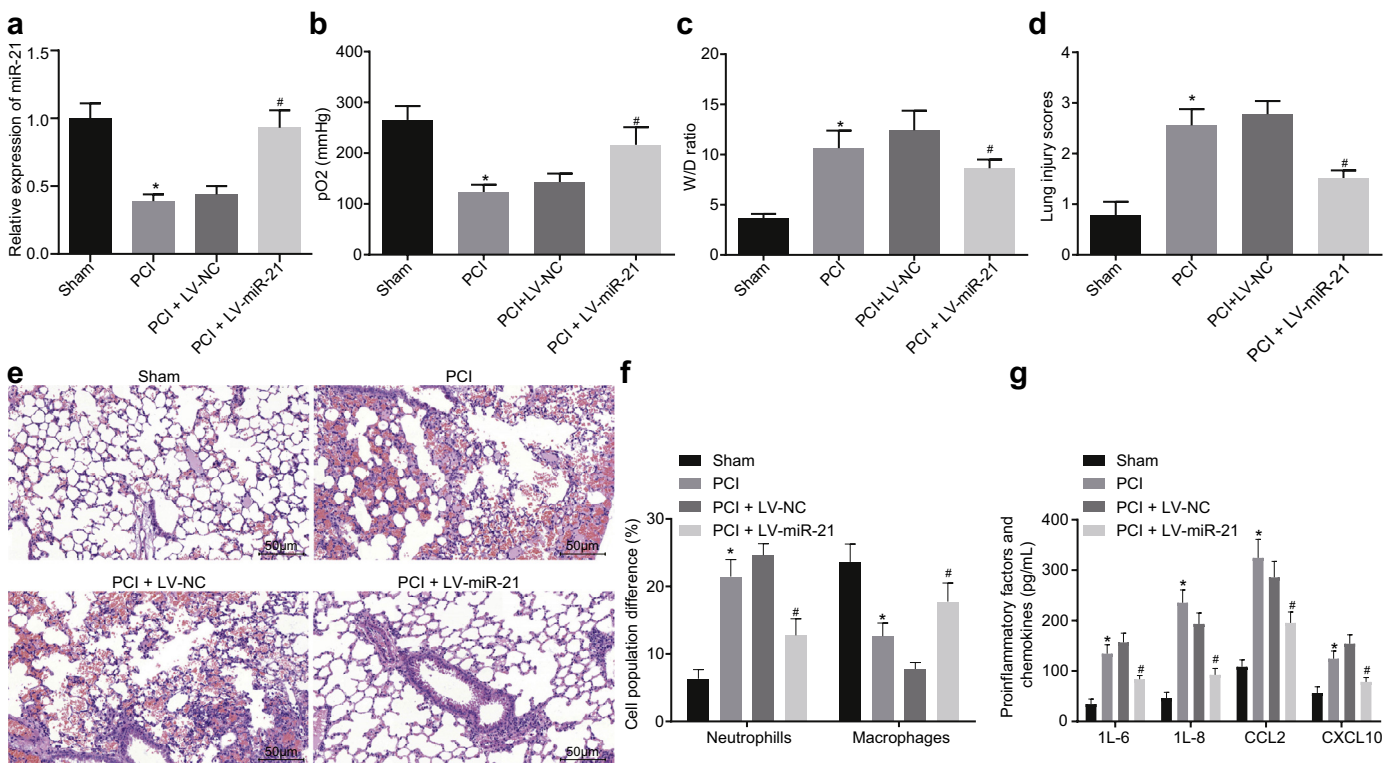 a
Relative expression of miR-21
1.5
1.0
0.5
0.0
Sham
PCI
PCI + LV-NC
PCI + LV-miR-21
*
#
b
pO2 (mmHg)
400
300
200
100
0
Sham
PCI
PCI+LV-NC
PCI + LV-miR-21
*
#
c
W/D ratio
20
15
10
5
0
Sham
PCI
PCI+LV-NC
PCI + LV-miR-21
*
#
d
Lung injury scores
4
3
2
1
0
Sham
PCI
PCI+LV-NC
PCI + LV-miR-21
*
#
e
Sham
50μm
PCI
50μm
PCI + LV-NC
50μm
PCI + LV-miR-21
50μm
f
Sham
PCI
PCI + LV-NC
PCI + LV-miR-21
Cell population difference (%)
30
20
10
0
*
#
*
#
Neutrophills
Macrophages
g
Sham
PCI
PCI + LV-NC
PCI + LV-miR-21
Proinflammatory factors and
chemokines (pg/mL)
400
300
200
100
0
*
#
*
#
*
#
*
#
1L-6
1L-8
CCL2
CXCL10